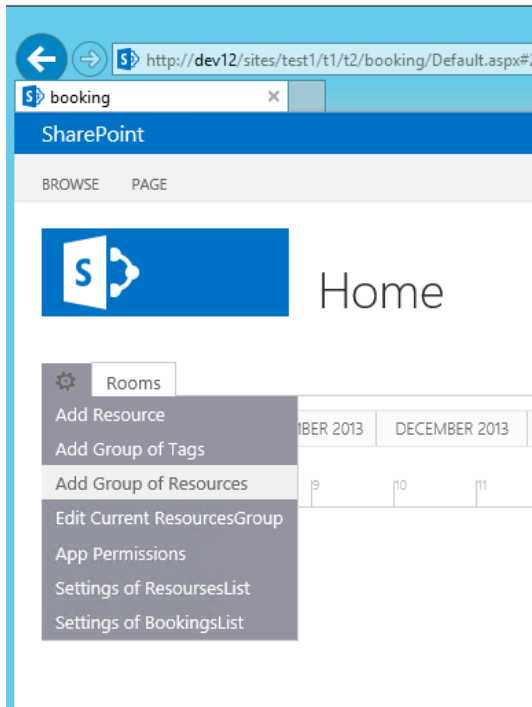 http://dev12/sites/test1/t1/t2/booking/Default.aspx#
booking
SharePoint
BROWSE PAGE
S
Home
Rooms
Add Resource
Add Group of Tags
Add Group of Resources
Edit Current ResourcesGroup
App Permissions
Settings of ResoursesList
Settings of BookingsList
BER 2013 DECEMBER 2013
9 10 11